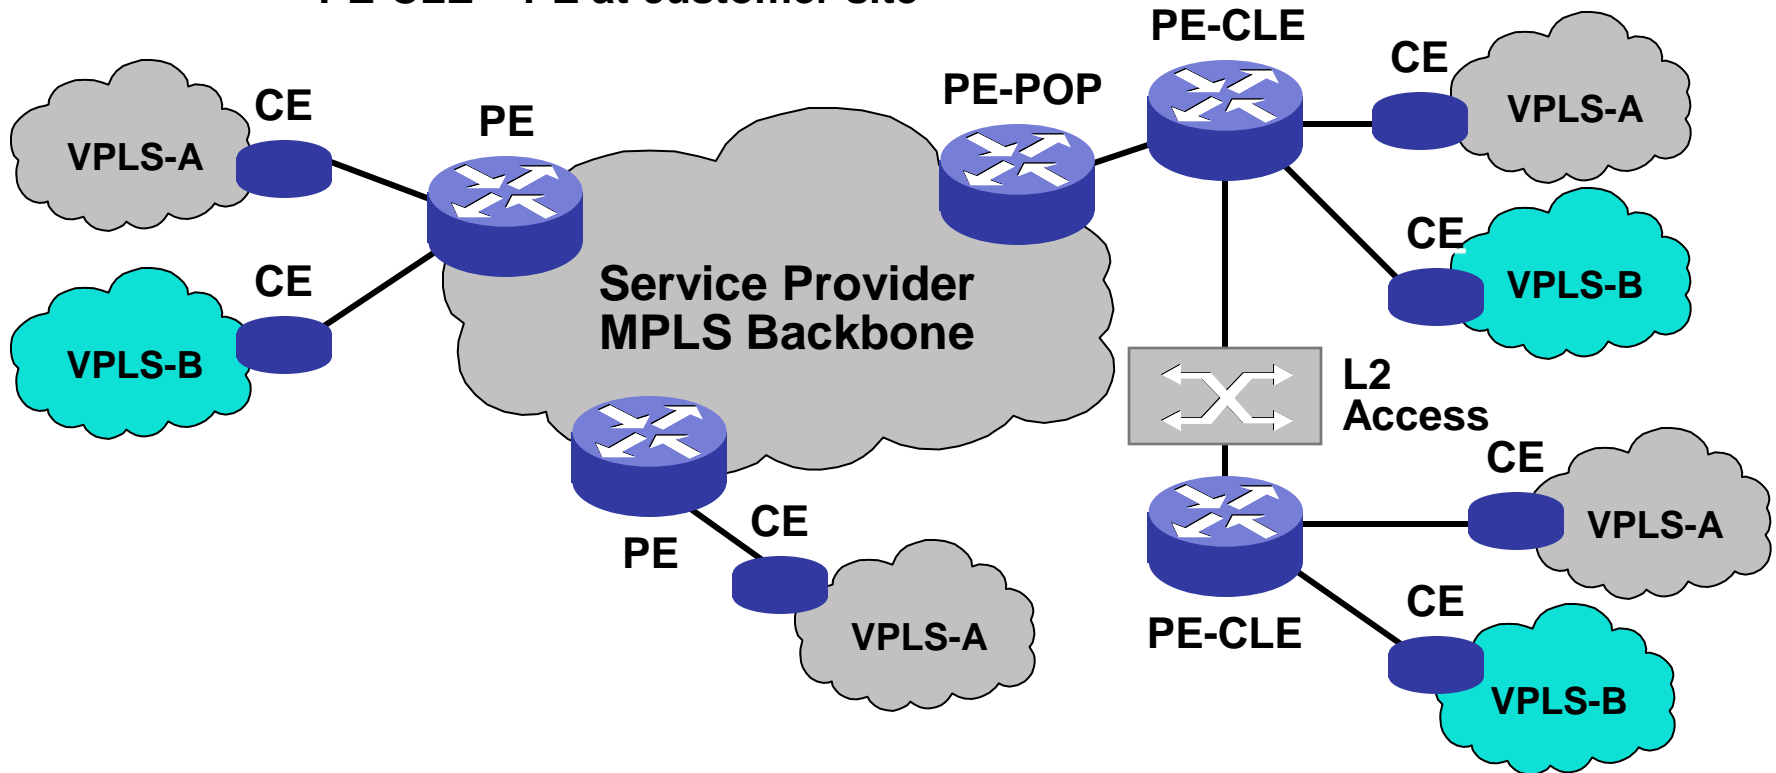 PE-CLE
CE
PE-POP
CE
PE
VPLS-A
VPLS-A
CE
CE
Service Provider
MPLS Backbone
VPLS-B
VPLS-B
L2
Access
CE
CE
PE
VPLS-A
CE
PE-CLE
VPLS-A
VPLS-B